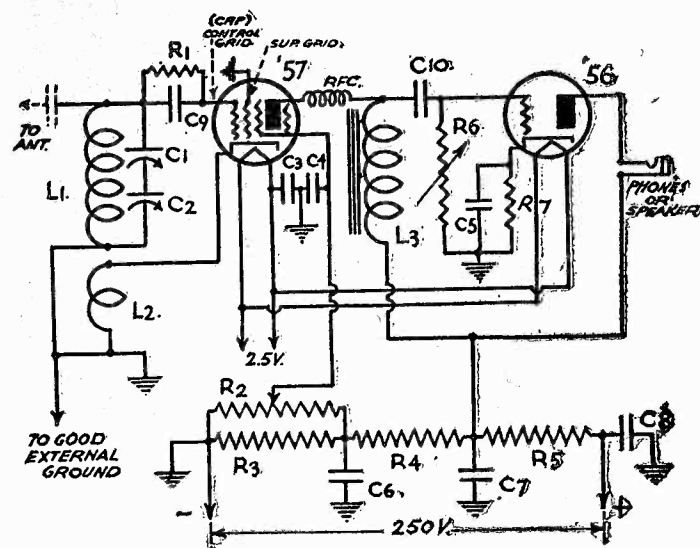 (CAP)
CONTROL
GRID
SUP. GRID.
R1
'57
RFC.
C10
'56
TO
ANT.
C9
C1
C2
L1.
C3 C4
R6
C5
R7
L3
PHONES
OR
SPEAKER
L2.
2.5V.
R2
TO GOOD
EXTERNAL
GROUND
R3
R4.
R5.
C8
C6.
C7
-
+
250V.